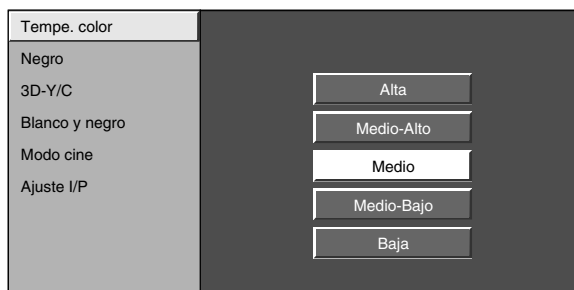 Tempe. color
Negro
3D-Y/C
Blanco y negro
Modo cine
Ajuste I/P
Alta
Medio-Alto
Medio
Medio-Bajo
Baja